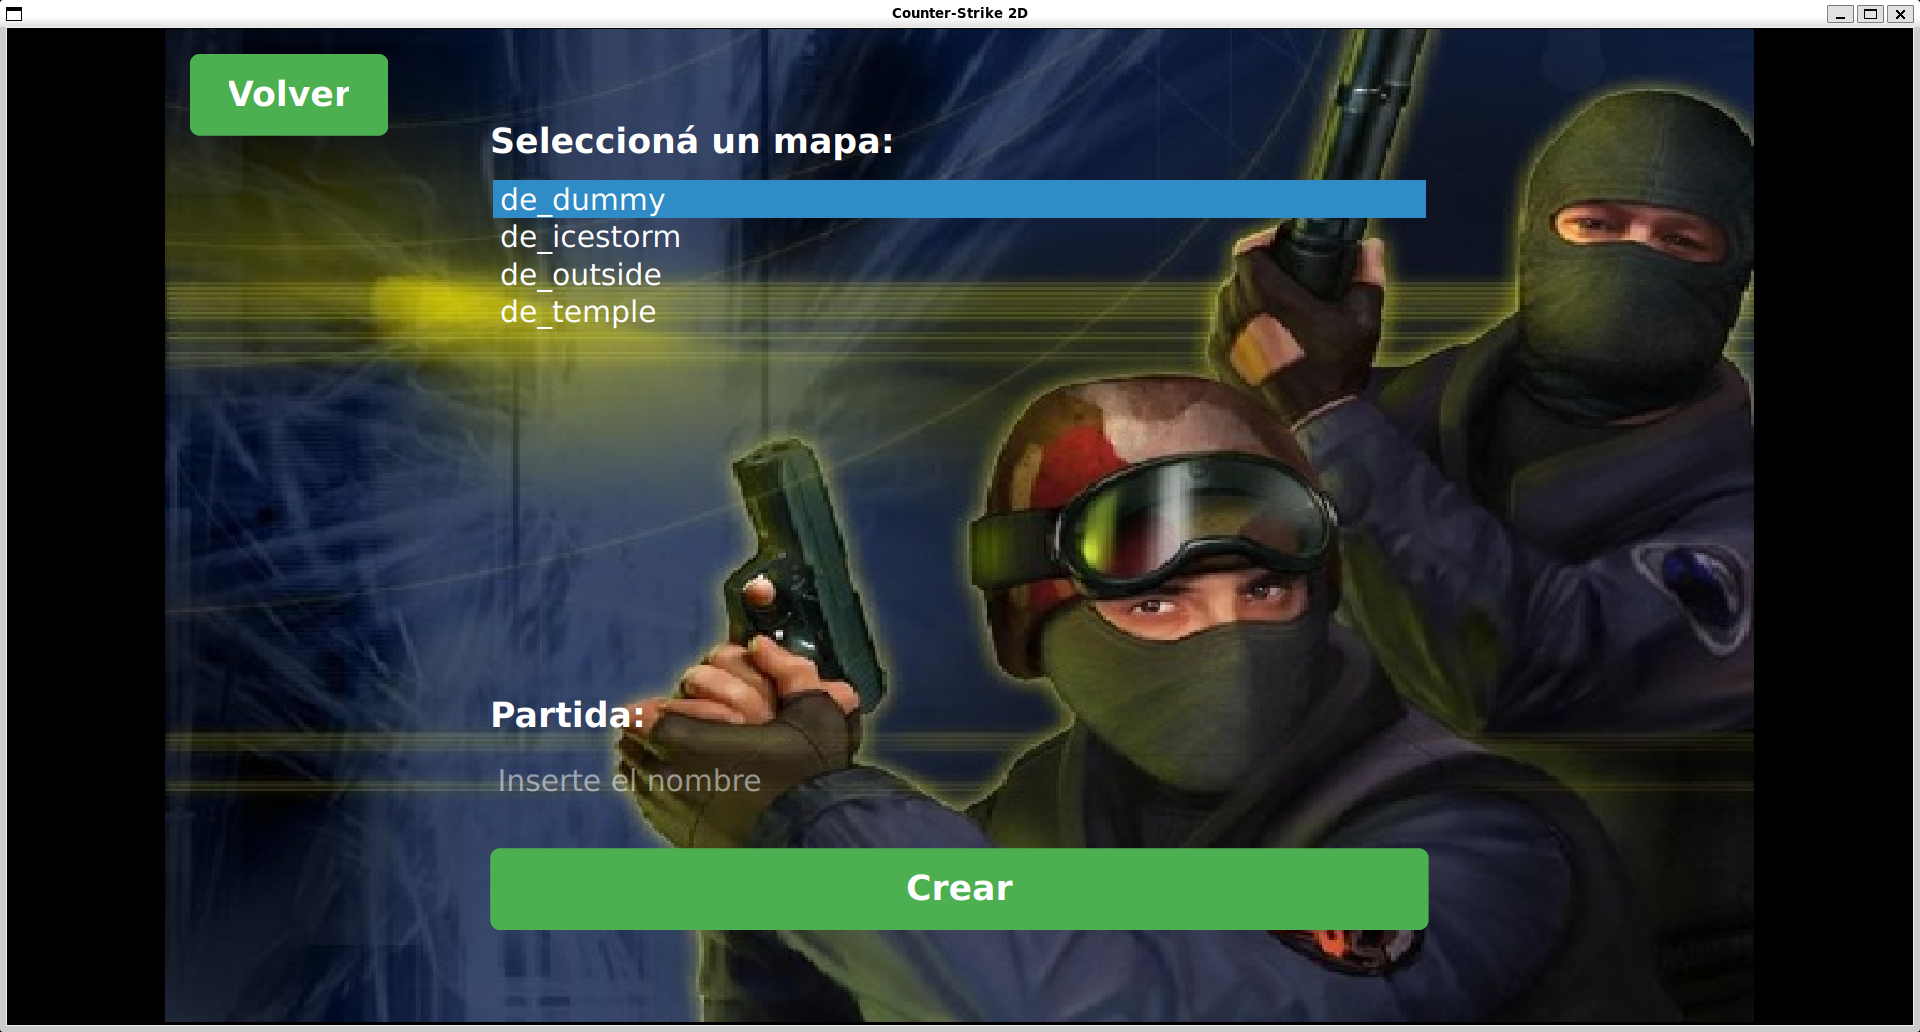 Counter-Strike 2D
Volver
Seleccioná un mapa:
de_dummy
de_icestorm
de_outside
de_temple
Partida:
Inserte el nombre
Crear